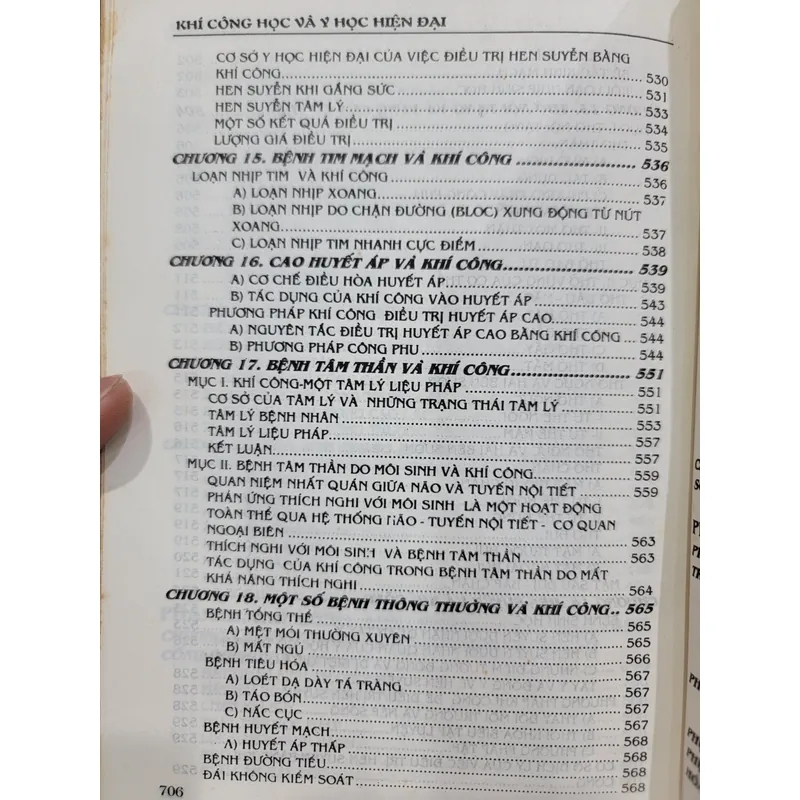 KHÍ CÔNG HỌC VÀ Y HỌC HIỆN ĐẠI
CƠ SỞ Y HỌC HIỆN ĐẠI CỦA VIỆC ĐIỀU TRỊ HEN SUYỄN BẰNG
KHÍ CÔNG 530
HEN SUYỄN KHI GẮNG SỨC 531
HEN SUYỄN TÂM LÝ 533
MỘT SỐ KẾT QUẢ ĐIỀU TRỊ 534
LƯỢNG GIÁ ĐIỀU TRỊ 535
CHƯƠNG 15. BỆNH TIM MẠCH VÀ KHÍ CÔNG 536
LOẠN NHỊP TIM VÀ KHÍ CÔNG 536
A) LOẠN NHỊP XOANG 537
B) LOẠN NHỊP DO CHẬN ĐƯỜNG (BLOC) XUNG ĐỘNG TỪ NÚT
XOANG 537
C) LOẠN NHỊP TIM NHANH CỰC ĐIỂM 538
CHƯƠNG 16. CAO HUYẾT ÁP VÀ KHÍ CÔNG 539
A) CƠ CHẾ ĐIỀU HÒA HUYẾT ÁP 539
B) TÁC DỤNG CỦA KHÍ CÔNG VÀO HUYẾT ÁP 543
PHƯƠNG PHÁP KHÍ CÔNG ĐIỀU TRỊ HUYẾT ÁP CAO 544
A) NGUYÊN TẮC ĐIỀU TRỊ HUYẾT ÁP CAO BẰNG KHÍ CÔNG 544
B) PHƯƠNG PHÁP CÔNG PHU 544
CHƯƠNG 17. BỆNH TÂM THẦN VÀ KHÍ CÔNG 551
MỤC I. KHÍ CÔNG-MỘT TÂM LÝ LIỆU PHÁP 551
CƠ SỞ CỦA TÂM LÝ VÀ NHỮNG TRẠNG THÁI TÂM LÝ 551
TÂM LÝ BỆNH NHÂN 553
TÂM LÝ LIỆU PHÁP 557
KẾT LUẬN 557
MỤC II. BỆNH TÂM THẦN DO MÔI SINH VÀ KHÍ CÔNG 559
QUAN NIỆM NHẤT QUÁN GIỮA NÃO VÀ TUYẾN NỘI TIẾT 559
PHẢN ỨNG THÍCH NGHI VỚI MÔI SINH LÀ MỘT HOẠT ĐỘNG
TOÀN THỂ QUA HỆ THỐNG NÃO - TUYẾN NỘI TIẾT - CƠ QUAN
NGOẠI BIÊN 563
THÍCH NGHI VỚI MÔI SINH VÀ BỆNH TÂM THẦN 563
TÁC DỤNG CỦA KHÍ CÔNG TRONG BỆNH TÂM THẦN DO MẤT
KHẢ NĂNG THÍCH NGHI 564
CHƯƠNG 18. MỘT SỐ BỆNH THÔNG THƯỜNG VÀ KHÍ CÔNG 565
BỆNH TỔNG THỂ 565
A) MỆT MỎI THƯỜNG XUYÊN 565
B) MẤT NGỦ 566
BỆNH TIÊU HÓA 567
A) LOÉT DẠ DÀY TÁ TRÀNG 567
B) TÁO BÓN 567
C) NẤC CỤC 567
BỆNH HUYẾT MẠCH 568
A) HUYẾT ÁP THẤP 568
BỆNH ĐƯỜNG TIỂU 568
ĐÁI KHÔNG KIỂM SOÁT 568
706